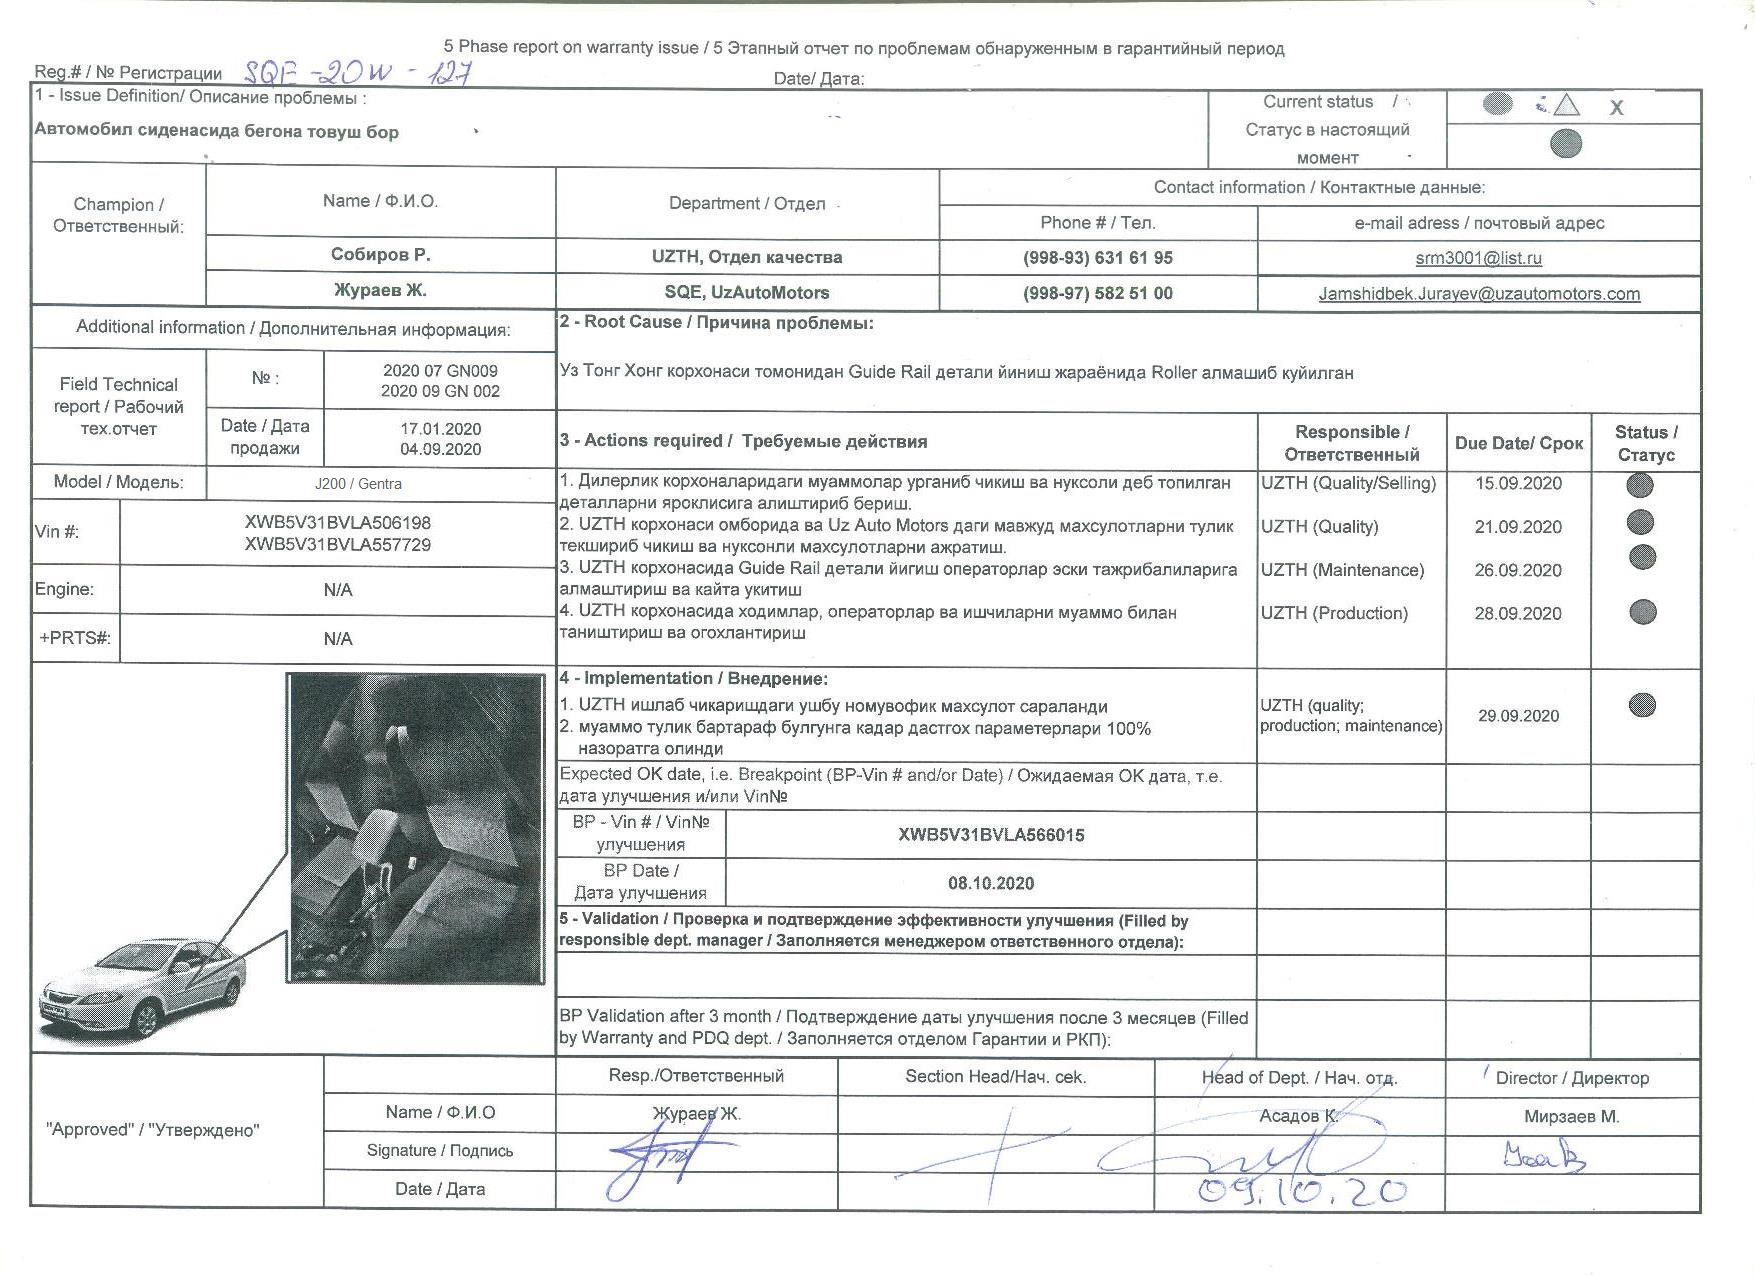 5 Phase report on warranty issue / 5 Этапный отчет по проблемам обнаруженным в гарантийный период
Reg.# / № Регистрации SQE-20W-127
Date/ Дата:
1 - Issue Definition/ Описание проблемы :
Автомобил сиденасида бегона товуш бор
Current status /
Статус в настоящий
момент
X
Champion /
Ответственный:
Name / Ф.И.О.
Department / Отдел
Contact information / Контактные данные:
Phone # / Тел.
e-mail adress / почтовый адрес
Собиров Р.
UZTH, Отдел качества
(998-93) 631 61 95
srm3001@list.ru
Жураев Ж.
SQE, UzAutoMotors
(998-97) 582 51 00
Jamshidbek.Jurayev@uzautomotors.com
Additional information / Дополнительная информация:
Field Technical
report / Рабочий
тех.отчет
№ :
2020 07 GN009
2020 09 GN 002
Date / Дата
продажи
17.01.2020
04.09.2020
Model / Модель:
J200 / Gentra
Vin #:
XWB5V31BVLA506198
XWB5V31BVLA557729
Engine:
N/A
+PRTS#:
N/A
2 - Root Cause / Причина проблемы:
Уз Тонг Хонг корхонаси томонидан Guide Rail детали йиниш жараёнида Roller алмашиб куйилган
3 - Actions required / Требуемые действия
Responsible /
Ответственный
Due Date/ Срок
Status /
Статус
1. Дилерлик корхоналаридаги муаммолар урганиб чикиш ва нуксоли деб топилган
деталларни яроклисига алиштириб бериш.
UZTH (Quality/Selling)
15.09.2020
2. UZTH корхонаси омборида ва Uz Auto Motors даги мавжуд махсулотларни тулик
текшириб чикиш ва нуксонли махсулотларни ажратиш.
UZTH (Quality)
21.09.2020
3. UZTH корхонасида Guide Rail детали йигиш операторлар эски тажрибалиларига
алмаштириш ва кайта укитиш
UZTH (Maintenance)
26.09.2020
4. UZTH корхонасида ходимлар, операторлар ва ишчиларни муаммо билан
таништириш ва огохлантириш
UZTH (Production)
28.09.2020
4 - Implementation / Внедрение:
1. UZTH ишлаб чикаришдаги ушбу номувофик махсулот сараланди
2. муаммо тулик бартараф булгунга кадар дастгох параметерлари 100%
назоратга олинди
UZTH (quality;
production; maintenance)
29.09.2020
Expected OK date, i.e. Breakpoint (BP-Vin # and/or Date) / Ожидаемая ОК дата, т.е.
дата улучшения и/или Vin№
BP - Vin # / Vin№
улучшения
XWB5V31BVLA566015
BP Date /
Дата улучшения
08.10.2020
5 - Validation / Проверка и подтверждение эффективности улучшения (Filled by
responsible dept. manager / Заполняется менеджером ответственного отдела):
BP Validation after 3 month / Подтверждение даты улучшения после 3 месяцев (Filled
by Warranty and PDQ dept. / Заполняется отделом Гарантии и РКП):
"Approved" / "Утверждено"
Resp./Ответственный
Section Head/Нач. сек.
Head of Dept. / Нач. отд.
Director / Директор
Name / Ф.И.О
Жураев Ж.
Асадов К.
Мирзаев М.
Signature / Подпись
Date / Дата
09.10.20